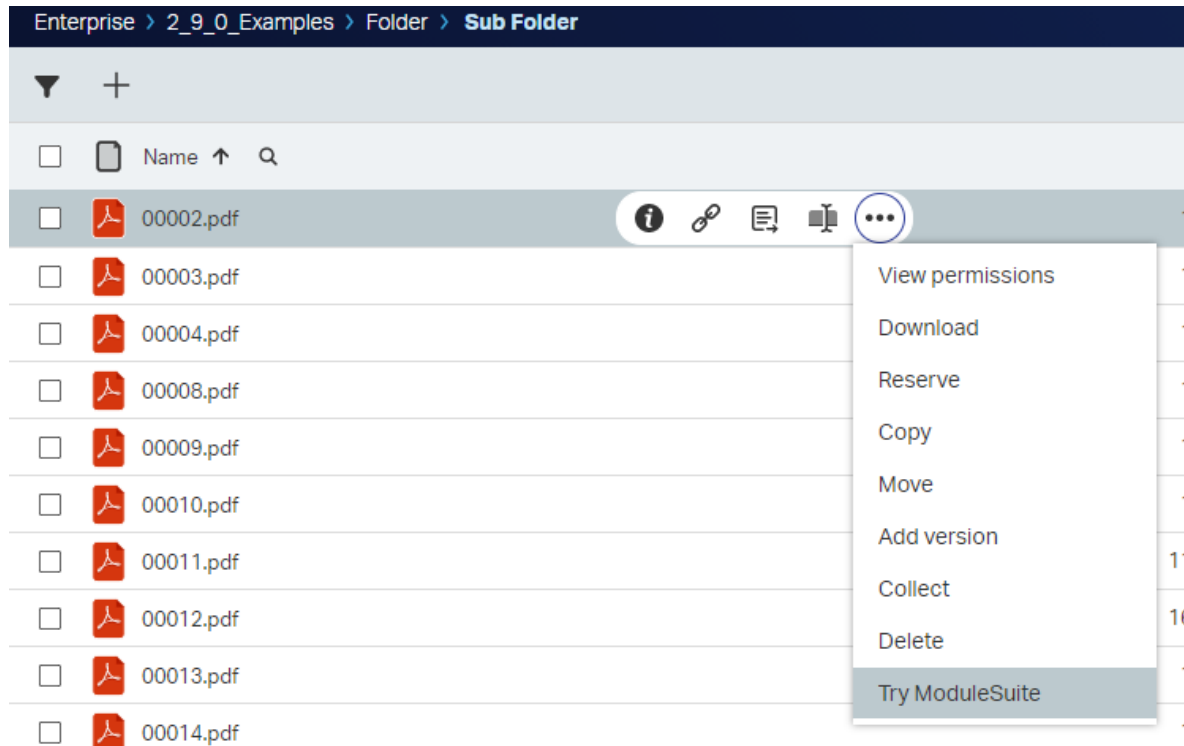 Enterprise > 2_9_0_Examples > Folder > Sub Folder
Name
00002.pdf
00003.pdf
View permissions
00004.pdf
Download
00008.pdf
Reserve
00009.pdf
Copy
00010.pdf
Move
00011.pdf
Add version
00012.pdf
Collect
00013.pdf
Delete
00014.pdf
Try ModuleSuite